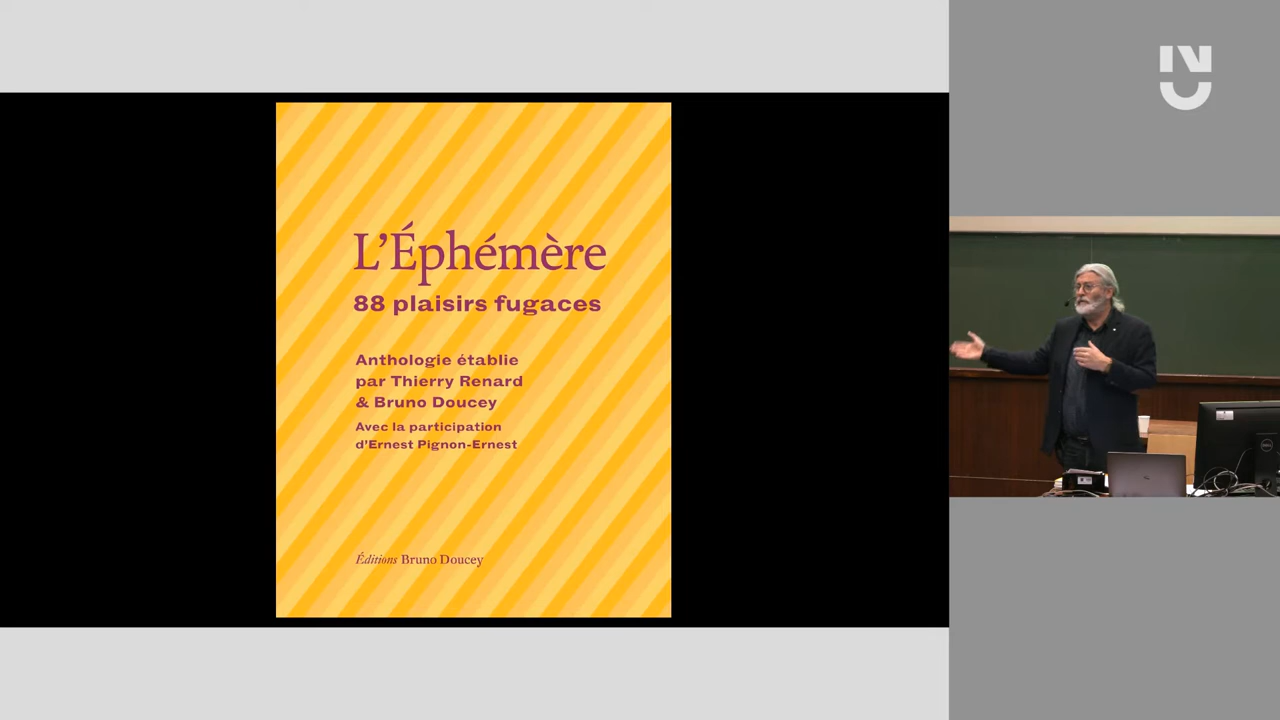 L'Éphémère
88 plaisirs fugaces
Anthologie établie
par Thierry Renard
& Bruno Doucey
Avec la participation
d'Ernest Pignon-Ernest
Éditions Bruno Doucey